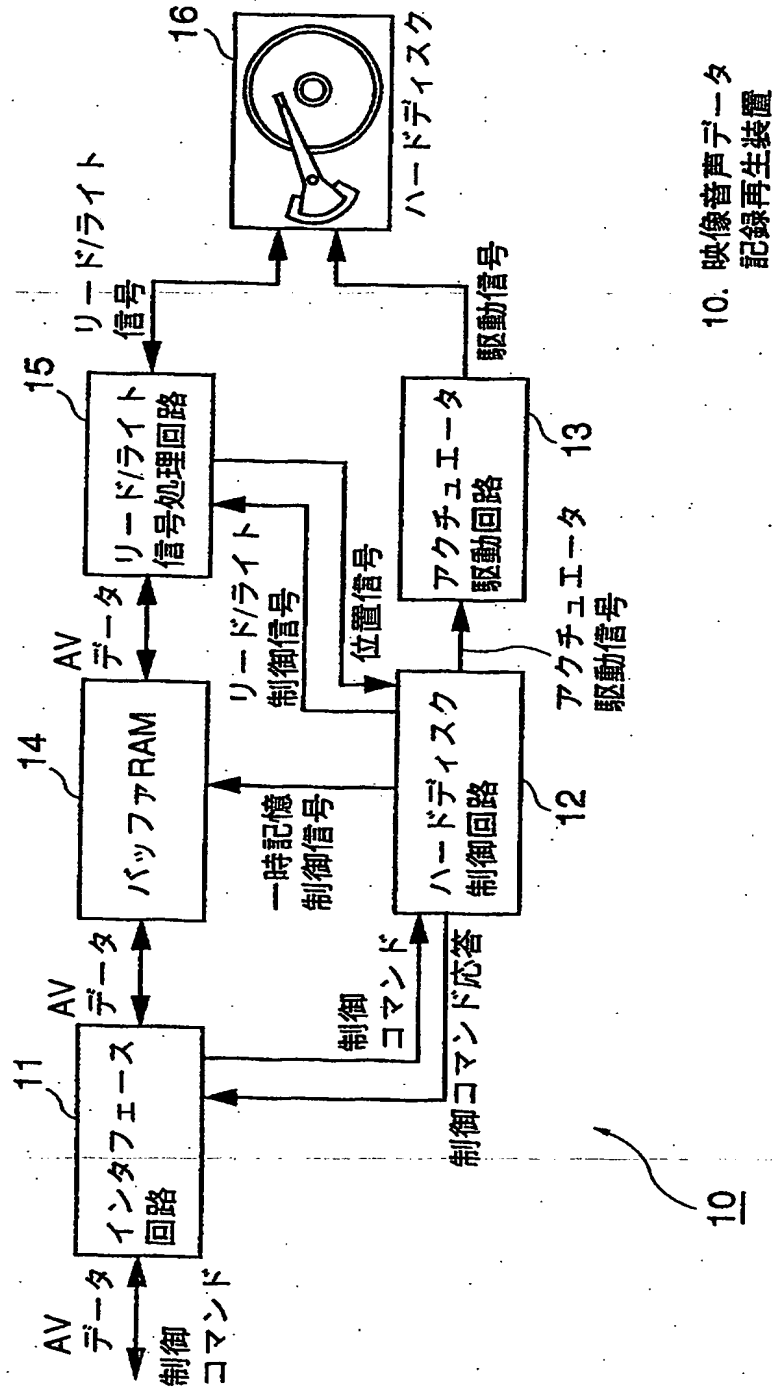 AV
データ
制御
コマンド
11
インタフェース
回路
AV
データ
14
バッファRAM
AV
データ
15
リード/ライト
信号処理回路
リード/ライト
信号
16
ハードディスク
制御
コマンド
制御コマンド応答
一時記憶
制御信号
リード/ライト
制御信号
位置信号
ハードディスク
制御回路
12
アクチュエータ
駆動信号
アクチュエータ
駆動回路
13
駆動信号
10
10. 映像音声データ
記録再生装置